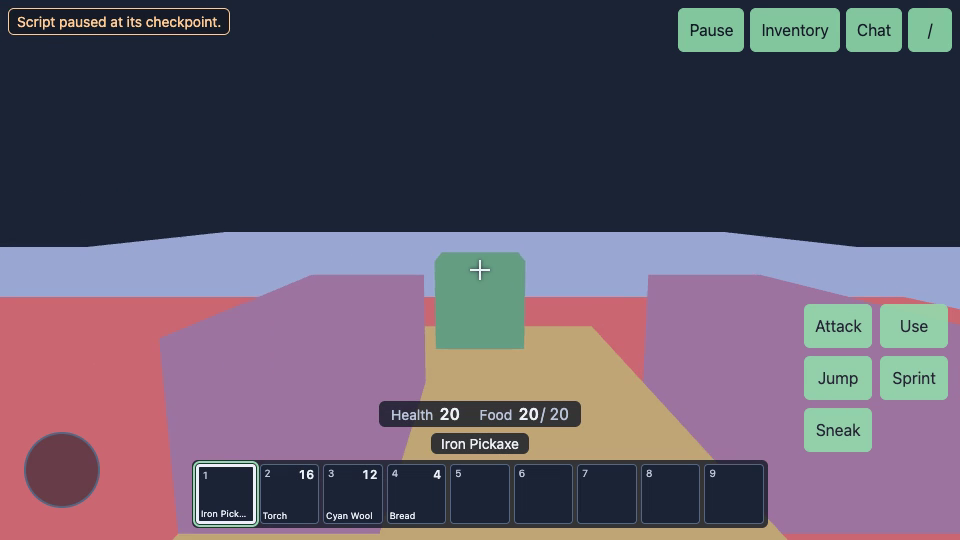 Script paused at its checkpoint.
Pause
Inventory
Chat
/
Attack
Use
Jump
Sprint
Sneak
Health 20 Food 20/ 20
Iron Pickaxe
1
Iron Pick...
2 16
Torch
3 12
Cyan Wool
4 4
Bread
5
6
7
8
9